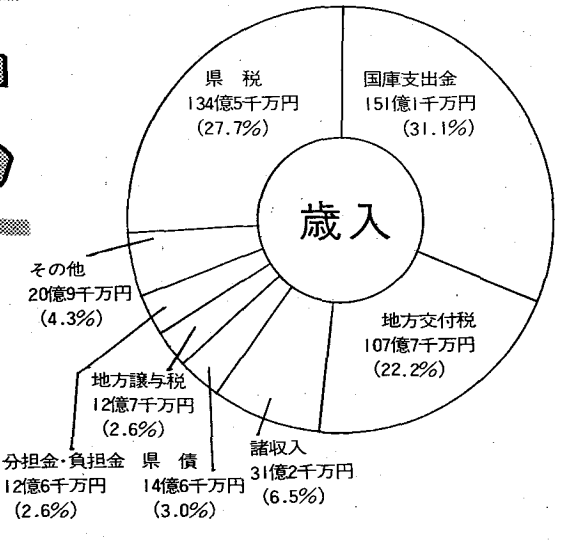 県 税
134億5千万円
(27.7%)
国庫支出金
151億1千万円
(31.1%)
歳入
その他
20億9千万円
(4.3%)
地方交付税
107億7千万円
(22.2%)
地方譲与税
12億7千万円
(2.6%)
諸収入
31億2千万円
(6.5%)
分担金・負担金
12億6千万円
(2.6%)
県 債
14億6千万円
(3.0%)